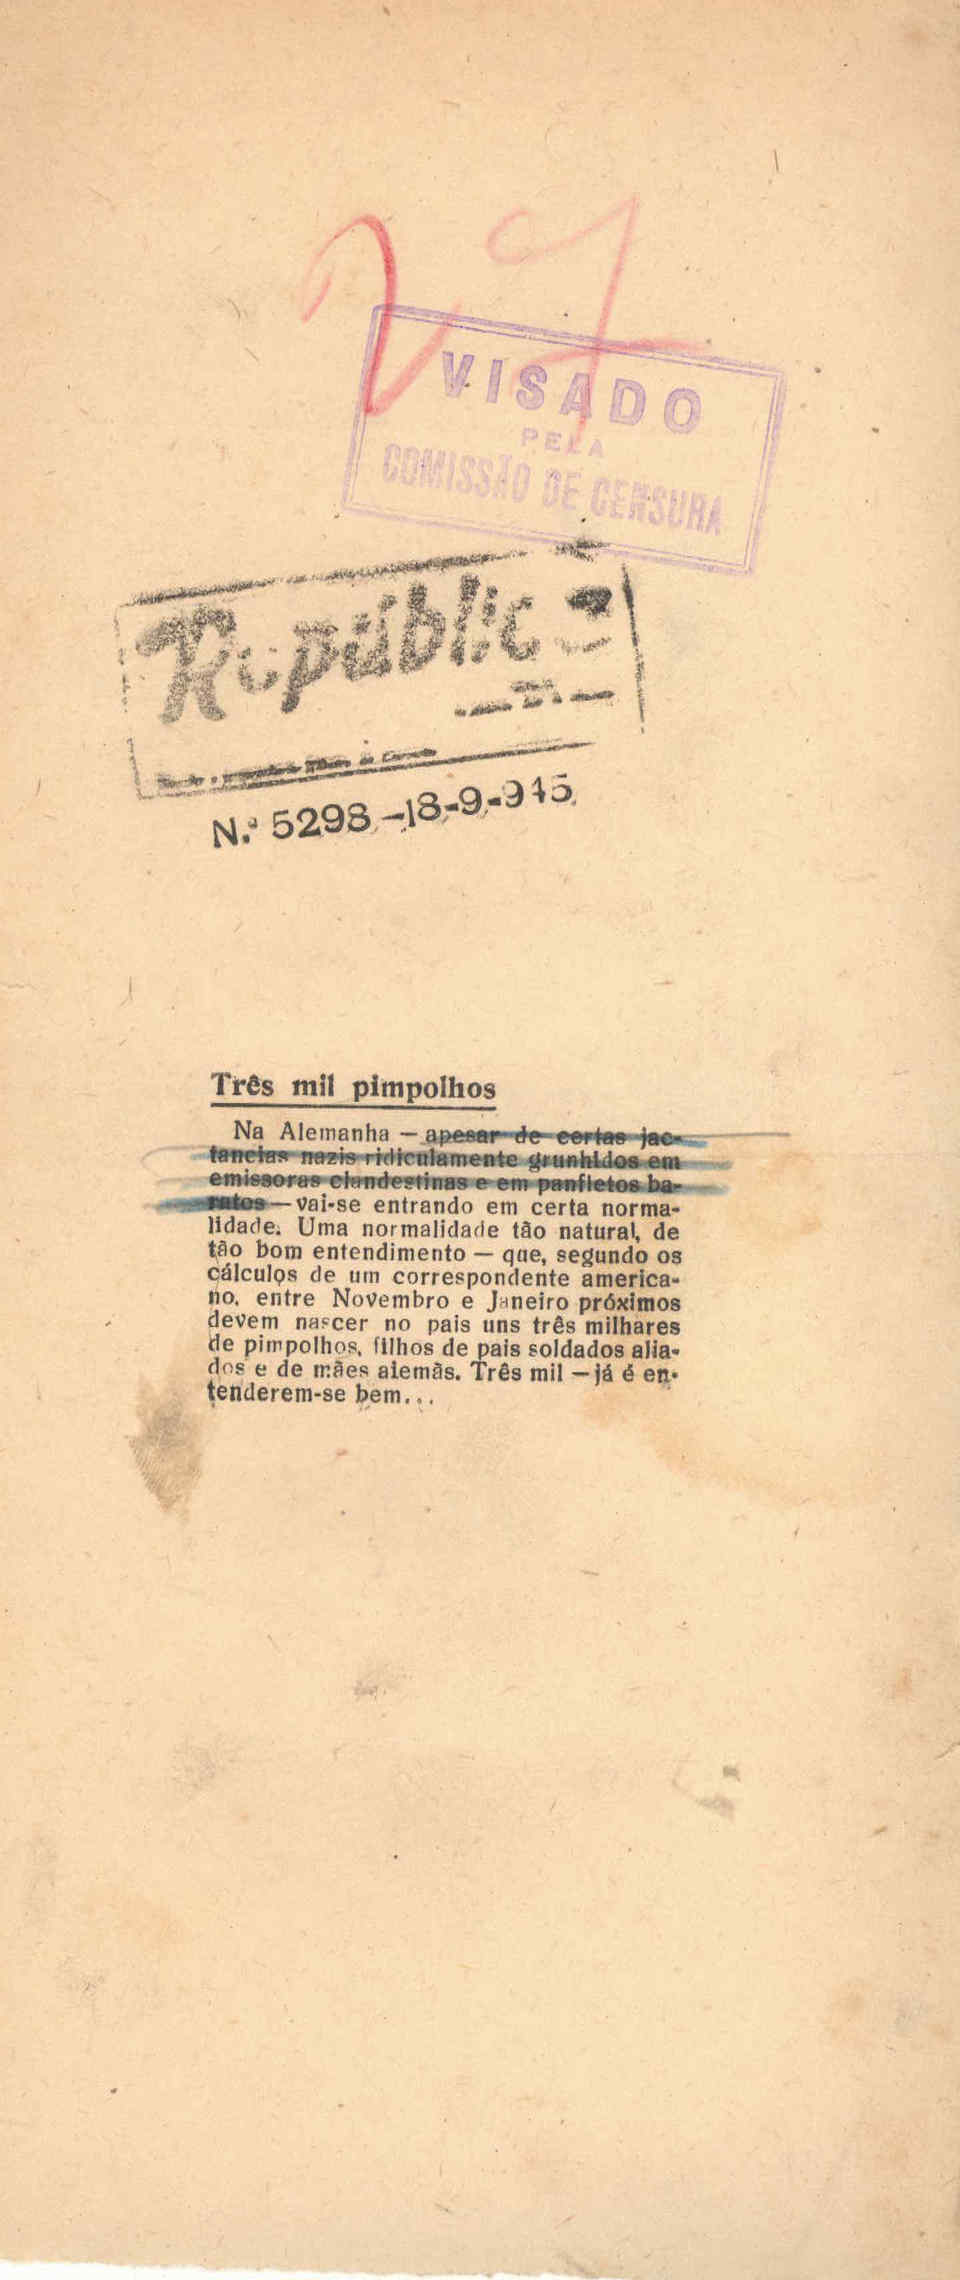 VISADO
PELA
COMISSÃO DE CENSURA
República
N.º 5298-18-9-945
Três mil pimpolhos
Na Alemanha — apesar de certas jac-
tancias nazis ridiculamente grunhidos em
emissoras clandestinas e em panfletos ba-
ratos — vai-se entrando em certa norma-
lidade. Uma normalidade tão natural, de
tão bom entendimento — que, segundo os
cálculos de um correspondente america-
no, entre Novembro e Janeiro próximos
devem nascer no pais uns três milhares
de pimpolhos, filhos de pais soldados alia-
dos e de mães alemãs. Três mil — já é en-
tenderem-se bem...